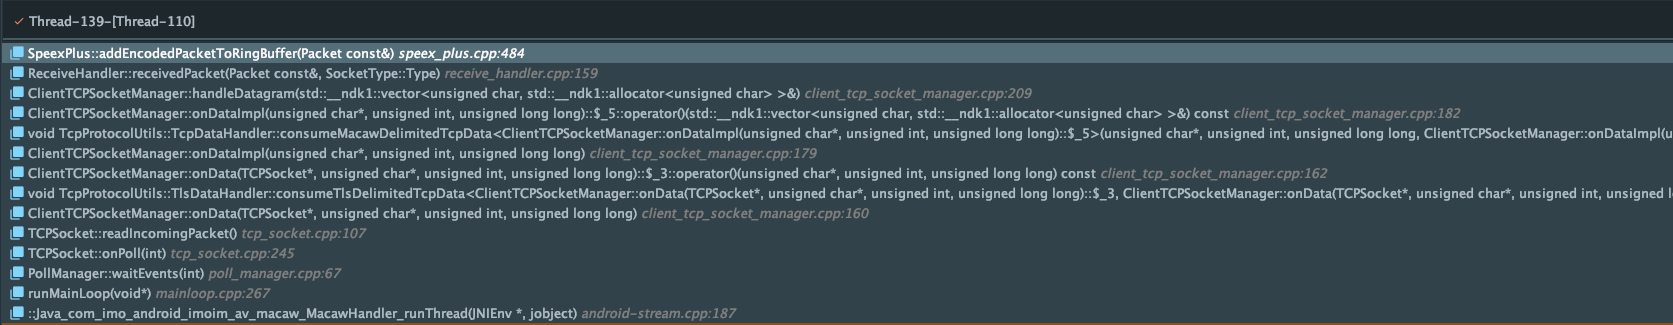 Thread-139-[Thread-110]
SpeexPlus::addEncodedPacketToRingBuffer(Packet const&) speex_plus.cpp:484
ReceiveHandler::receivedPacket(Packet const&, SocketType::Type) receive_handler.cpp:159
ClientTCPSocketManager::handleDatagram(std::__ndk1::vector<unsigned char, std::__ndk1::allocator<unsigned char> >&) client_tcp_socket_manager.cpp:209
ClientTCPSocketManager::onDataImpl(unsigned char*, unsigned int, unsigned long long)::$_5::operator()(std::__ndk1::vector<unsigned char, std::__ndk1::allocator<unsigned char> >&) const client_tcp_socket_manager.cpp:182
void TcpProtocolUtils::TcpDataHandler::consumeMacawDelimitedTcpData<ClientTCPSocketManager::onDataImpl(unsigned char*, unsigned int, unsigned long long)::$_5>(unsigned char*, unsigned int, unsigned long long, ClientTCPSocketManager::onDataImpl(u
ClientTCPSocketManager::onDataImpl(unsigned char*, unsigned int, unsigned long long) client_tcp_socket_manager.cpp:179
ClientTCPSocketManager::onData(TCPSocket*, unsigned char*, unsigned int, unsigned long long)::$_3::operator()(unsigned char*, unsigned int, unsigned long long) const client_tcp_socket_manager.cpp:162
void TcpProtocolUtils::TlsDataHandler::consumeTlsDelimitedTcpData<ClientTCPSocketManager::onData(TCPSocket*, unsigned char*, unsigned int, unsigned long long)::$_3, ClientTCPSocketManager::onData(TCPSocket*, unsigned char*, unsigned int, unsigned l
ClientTCPSocketManager::onData(TCPSocket*, unsigned char*, unsigned int, unsigned long long) client_tcp_socket_manager.cpp:160
TCPSocket::readIncomingPacket() tcp_socket.cpp:107
TCPSocket::onPoll(int) tcp_socket.cpp:245
PollManager::waitEvents(int) poll_manager.cpp:67
runMainLoop(void*) mainloop.cpp:267
::Java_com_imo_android_imoim_av_macaw_MacawHandler_runThread(JNIEnv *, jobject) android-stream.cpp:187